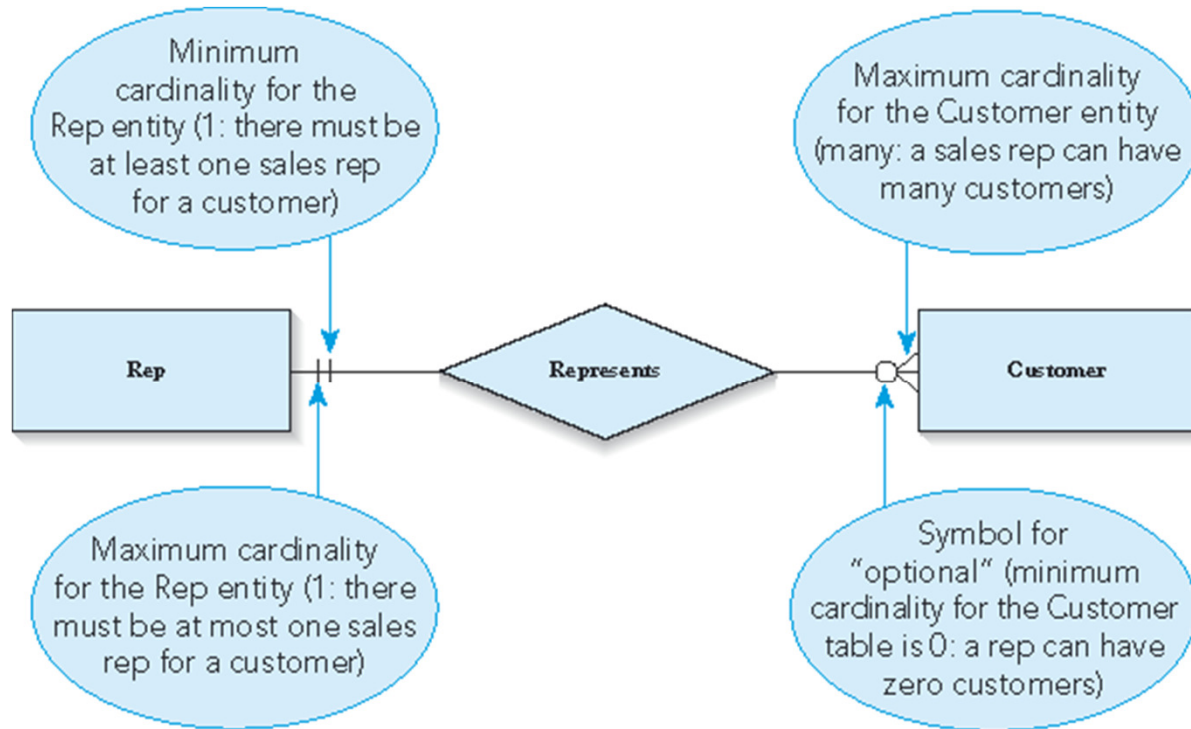 Minimum
cardinality for the
Rep entity (1: there must be
at least one sales rep
for a customer)
Maximum cardinality
for the Customer entity
(many: a sales rep can have
many customers)
Rep
Represents
Customer
Maximum cardinality
for the Rep entity (1: there
must be at most one sales
rep for a customer)
Symbol for
“optional” (minimum
cardinality for the Customer
table is 0: a rep can have
zero customers)